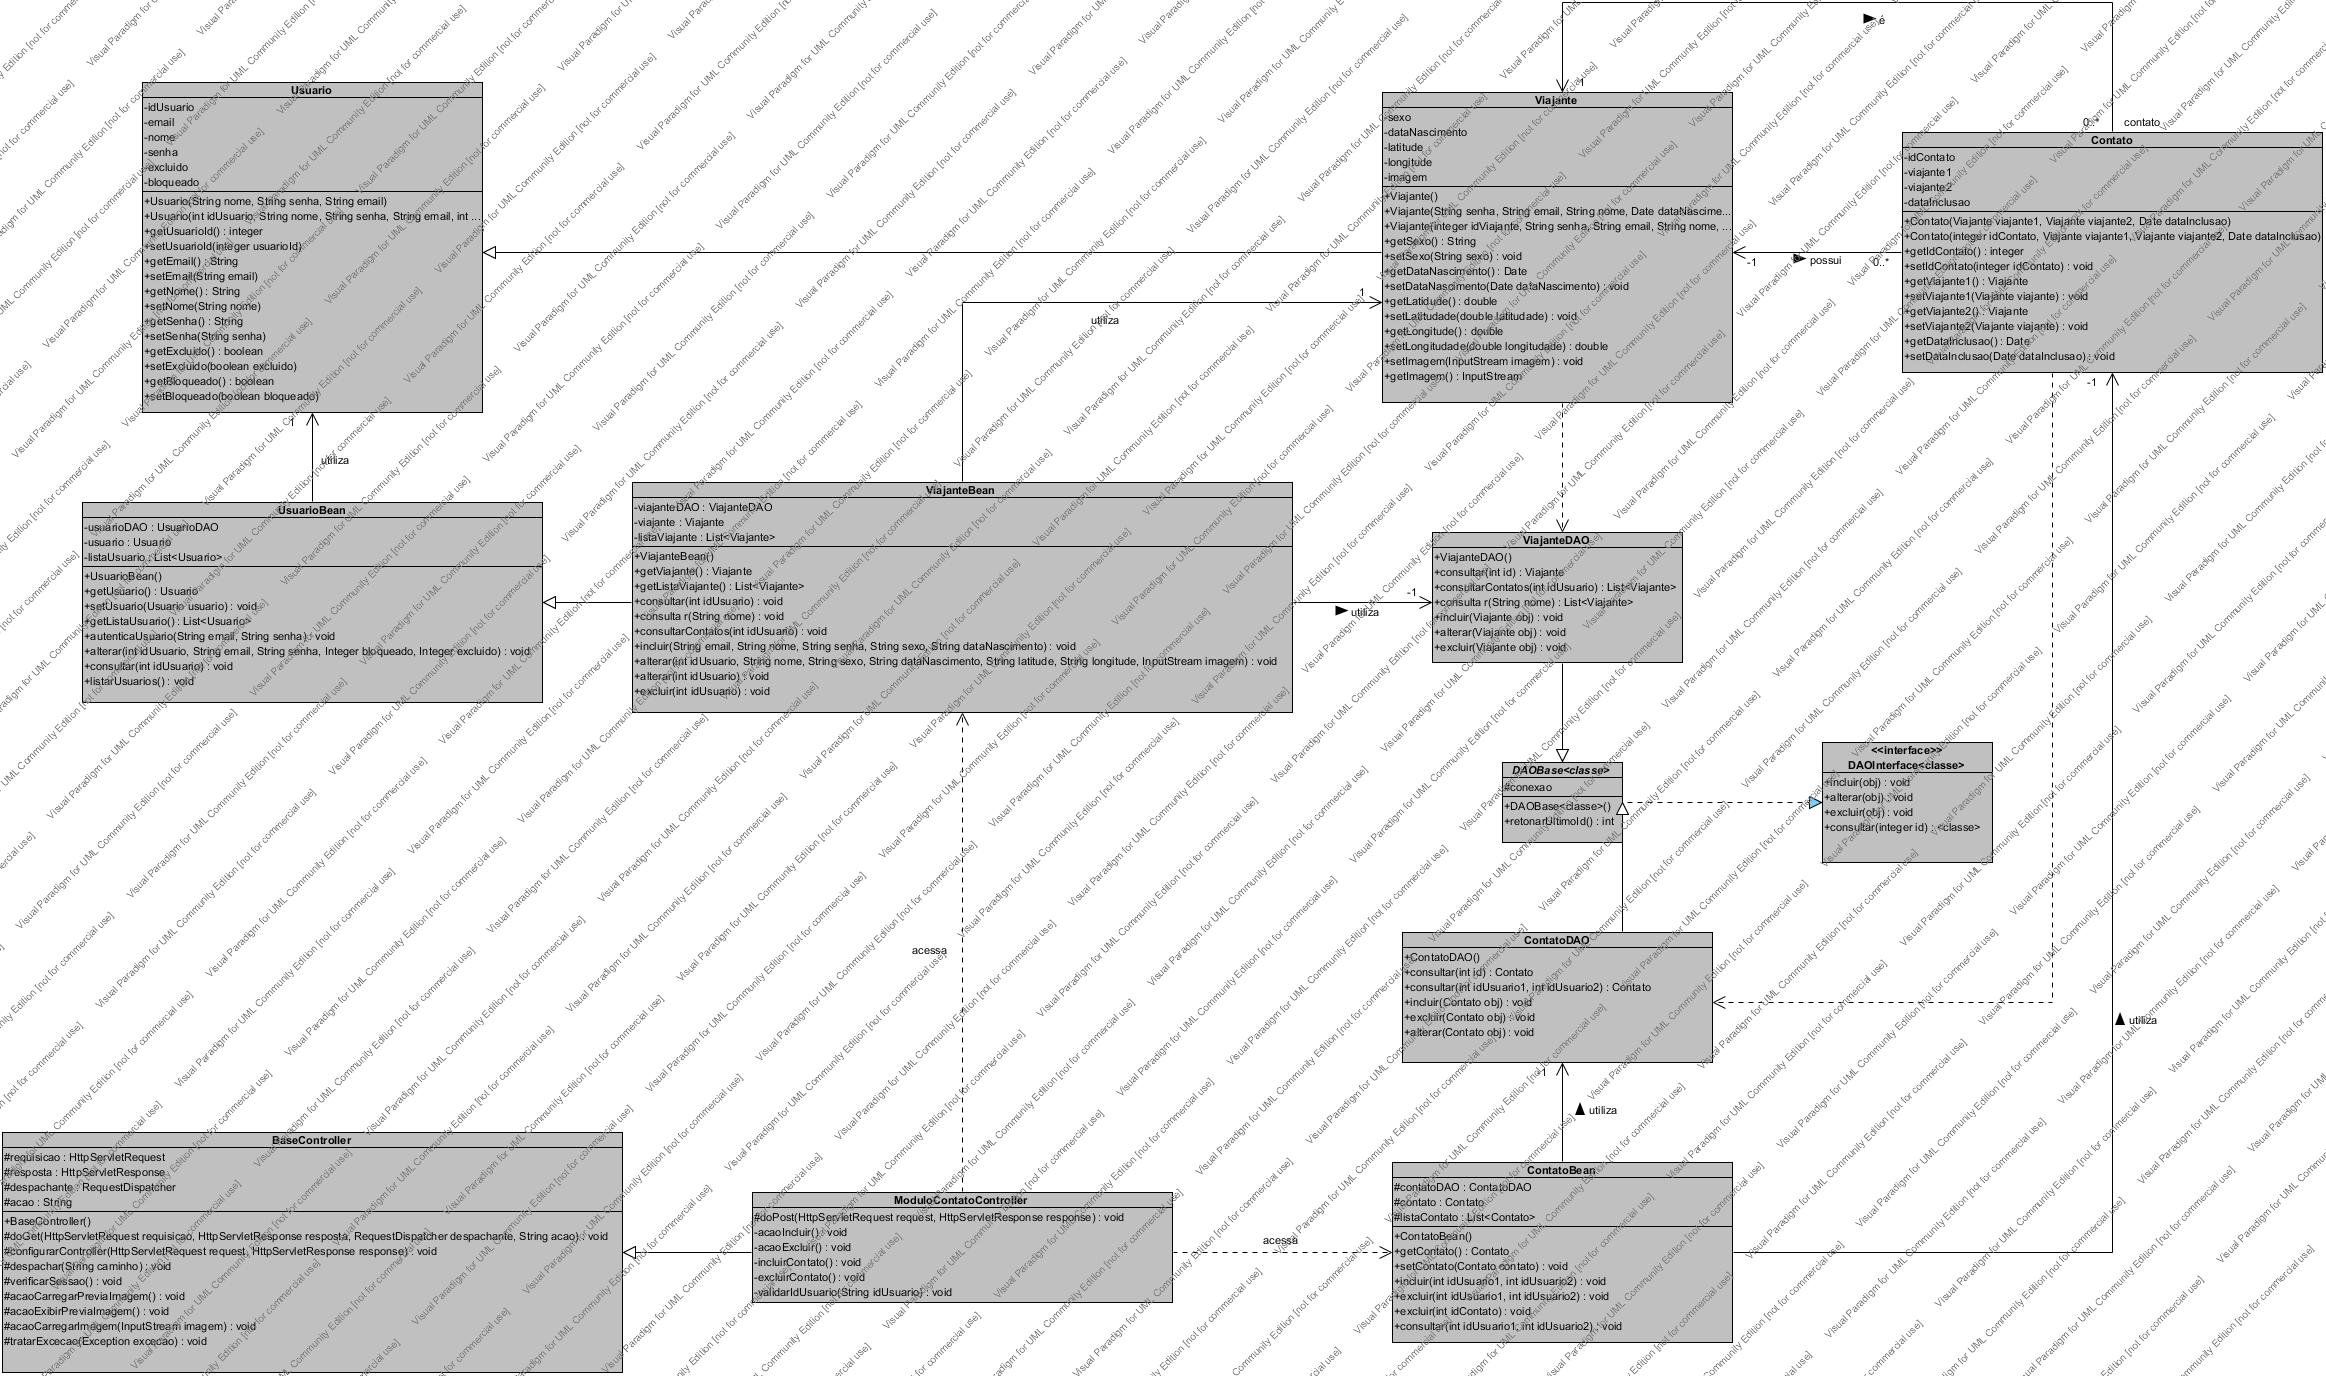 é
1
0..*
contato
Usuario
-idUsuario
-email
-nome
-senha
-excluido
-bloqueado
+Usuario(String nome, String senha, String email)
+Usuario(int idUsuario, String nome, String senha, String email, int ...
+getUsuarioId() : integer
+setUsuarioId(integer usuarioId)
+getEmail() : String
+setEmail(String email)
+getNome() : String
+setNome(String nome)
+getSenha() : String
+setSenha(String senha)
+getExcluido() : boolean
+setExcluido(boolean excluido)
+getBloqueado() : boolean
+setBloqueado(boolean bloqueado)
Viajante
-sexo
-dataNascimento
-latitude
-longitude
-imagem
+Viajante()
+Viajante(String senha, String email, String nome, Date dataNascime...
+Viajante(integer idViajante, String senha, String email, String nome, ...
+getSexo() : String
+setSexo(String sexo) : void
+getDataNascimento() : Date
+setDataNascimento(Date dataNascimento) : void
+getLatidude() : double
+setLatitudade(double latitudade) : void
+getLongitude() : double
+setLongitudade(double longitudade) : double
+setImagem(InputStream imagem) : void
+getImagem() : InputStream
Contato
-idContato
-viajante1
-viajante2
-dataInclusao
+Contato(Viajante viajante1, Viajante viajante2, Date dataInclusao)
+Contato(integer idContato, Viajante viajante1, Viajante viajante2, Date dataInclusao)
+getIdContato() : integer
+setIdContato(integer idContato) : void
+getViajante1() : Viajante
+setViajante1(Viajante viajante) : void
+getViajante2() : Viajante
+setViajante2(Viajante viajante) : void
+getDataInclusao() : Date
+setDataInclusao(Date dataInclusao) : void
-1
possui
0..*
1
utiliza
1
utiliza
-1
UsuarioBean
-usuarioDAO : UsuarioDAO
-usuario : Usuario
-listaUsuario : List<Usuario>
+UsuarioBean()
+getUsuario() : Usuario
+setUsuario(Usuario usuario) : void
+getListaUsuario() : List<Usuario>
+autenticaUsuario(String email, String senha) : void
+alterar(int idUsuario, String email, String senha, Integer bloqueado, Integer excluido) : void
+consultar(int idUsuario) : void
+listarUsuarios() : void
ViajanteBean
-viajanteDAO : ViajanteDAO
-viajante : Viajante
-listaViajante : List<Viajante>
+ViajanteBean()
+getViajante() : Viajante
+getListaViajante() : List<Viajante>
+consultar(int idUsuario) : void
+consulta r(String nome) : void
+consultarContatos(int idUsuario) : void
+incluir(String email, String nome, String senha, String sexo, String dataNascimento) : void
+alterar(int idUsuario, String nome, String sexo, String dataNascimento, String latitude, String longitude, InputStream imagem) : void
+alterar(int idUsuario) : void
+excluir(int idUsuario) : void
-1
utiliza
ViajanteDAO
+ViajanteDAO()
+consultar(int id) : Viajante
+consultarContatos(int idUsuario) : List<Viajante>
+consulta r(String nome) : List<Viajante>
+incluir(Viajante obj) : void
+alterar(Viajante obj) : void
+excluir(Viajante obj) : void
DAOBase<classe>
#conexao
+DAOBase<classe>()
+retonarUltimoId() : int
<<interface>>
DAOInterface<classe>
+incluir(obj) : void
+alterar(obj) : void
+excluir(obj) : void
+consultar(integer id) : <classe>
acessa
ContatoDAO
+ContatoDAO()
+consultar(int id) : Contato
+consultar(int idUsuario1, int idUsuario2) : Contato
+incluir(Contato obj) : void
+excluir(Contato obj) : void
+alterar(Contato obj) : void
utiliza
1
utiliza
BaseController
#requisicao : HttpServletRequest
#resposta : HttpServletResponse
#despachante : RequestDispatcher
#acao : String
+BaseController()
#doGet(HttpServletRequest requisicao, HttpServletResponse resposta, RequestDispatcher despachante, String acao) : void
#configurarController(HttpServletRequest request, HttpServletResponse response) : void
#despachar(String caminho) : void
#verificarSessao() : void
#acaoCarregarPreviaImagem() : void
#acaoExibirPreviaImagem() : void
#acaoCarregarImagem(InputStream imagem) : void
#tratarExcecao(Exception excecao) : void
ModuloContatoController
#doPost(HttpServletRequest request, HttpServletResponse response) : void
-acaoIncluir() : void
-acaoExcluir() : void
-incluirContato() : void
-excluirContato() : void
-validarIdUsuario(String idUsuario) : void
acessa
ContatoBean
#contatoDAO : ContatoDAO
#contato : Contato
#listaContato : List<Contato>
+ContatoBean()
+getContato() : Contato
+setContato(Contato contato) : void
+incluir(int idUsuario1, int idUsuario2) : void
+excluir(int idUsuario1, int idUsuario2) : void
+excluir(int idContato) : void
+consultar(int idUsuario1, int idUsuario2) : void
Visual Paradigm for UML Community Edition [not for commercial use]